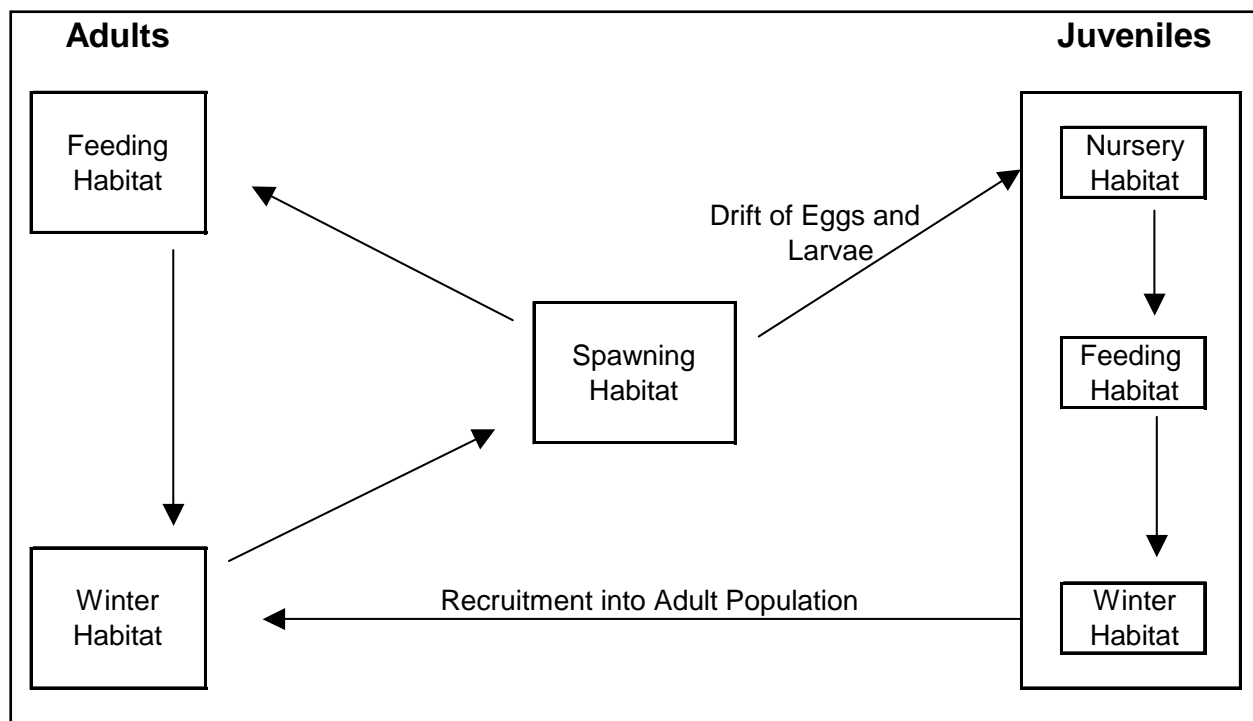 Adults
Juveniles
Feeding
Habitat
Nursery
Habitat
Drift of Eggs and
Larvae
Spawning
Habitat
Feeding
Habitat
Winter
Habitat
Recruitment into Adult Population
Winter
Habitat